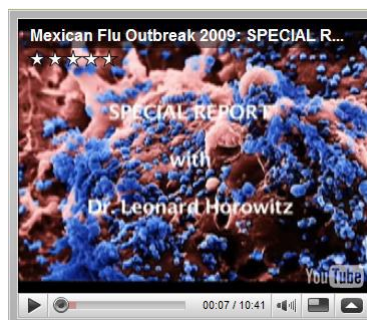 Mexican Flu Outbreak 2009: SPECIAL R...
SPECIAL REPORT
with
Dr. Leonard Horowitz
YouTube
00:07 / 10:41